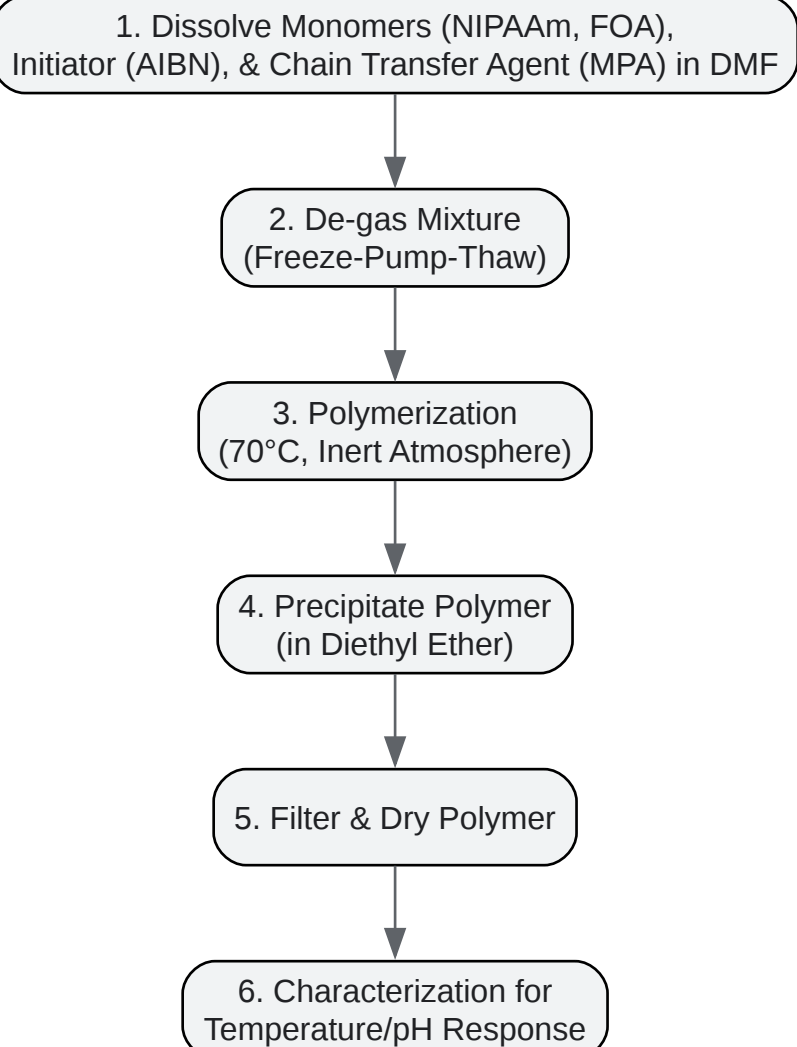 1. Dissolve Monomers (NIPAAm, FOA),
Initiator (AIBN), & Chain Transfer Agent (MPA) in DMF
2. De-gas Mixture
(Freeze-Pump-Thaw)
3. Polymerization
(70°C, Inert Atmosphere)
4. Precipitate Polymer
(in Diethyl Ether)
5. Filter & Dry Polymer
6. Characterization for
Temperature/pH Response